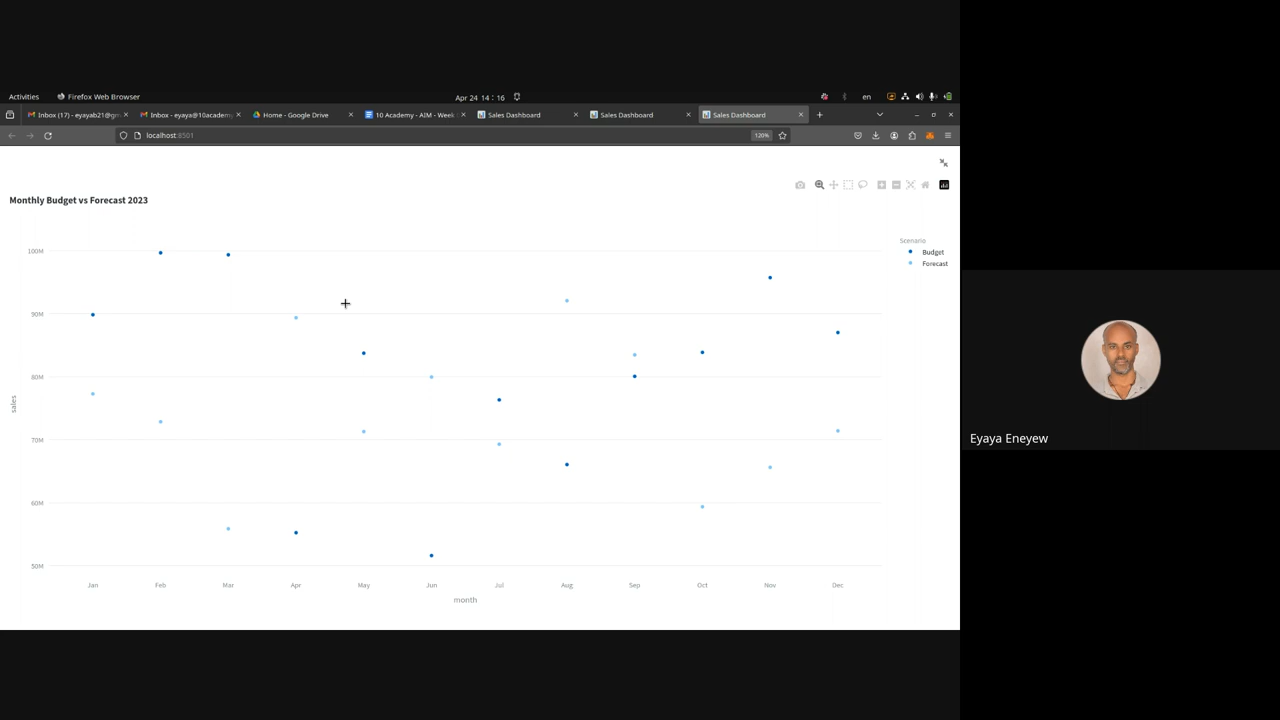 Activities
Firefox Web Browser
Apr 24 14 : 16
en
Inbox (17) - eyayab21@gm
Inbox - eyaya@10academ
Home - Google Drive
10 Academy - AIM - Week
Sales Dashboard
Sales Dashboard
Sales Dashboard
localhost:8501
120%
Monthly Budget vs Forecast 2023
Scenario
Budget
Forecast
100M
90M
80M
70M
60M
50M
sales
Jan Feb Mar Apr May Jun Jul Aug Sep Oct Nov Dec
month
Eyaya Eneyew